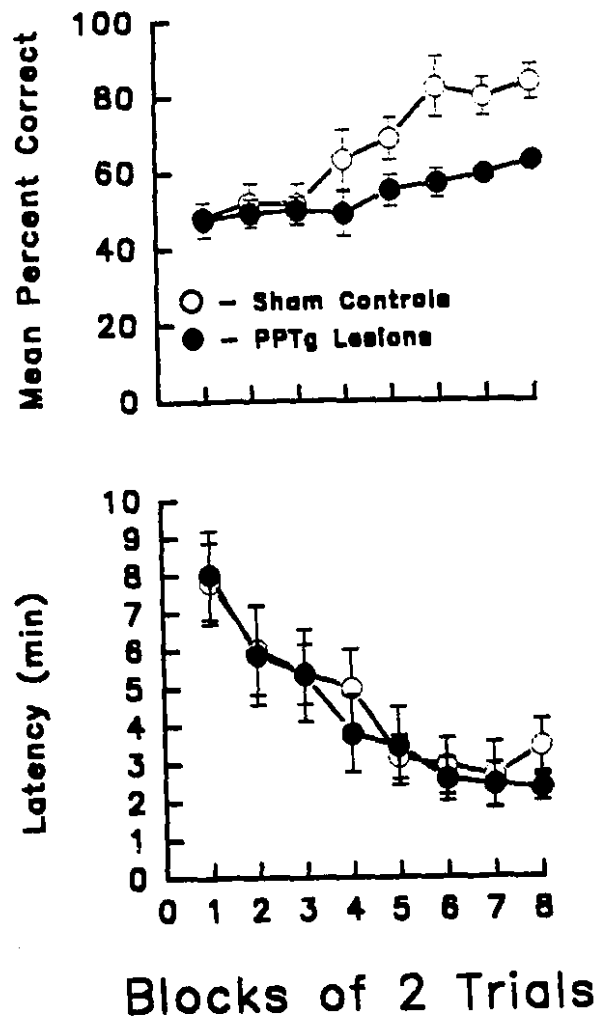 Mean Percent Correct
100
80
60
40
20
0
○ – Sham Controls
● – PPTg Lesions
Latency (min)
10
9
8
7
6
5
4
3
2
1
0
0 1 2 3 4 5 6 7 8
Blocks of 2 Trials